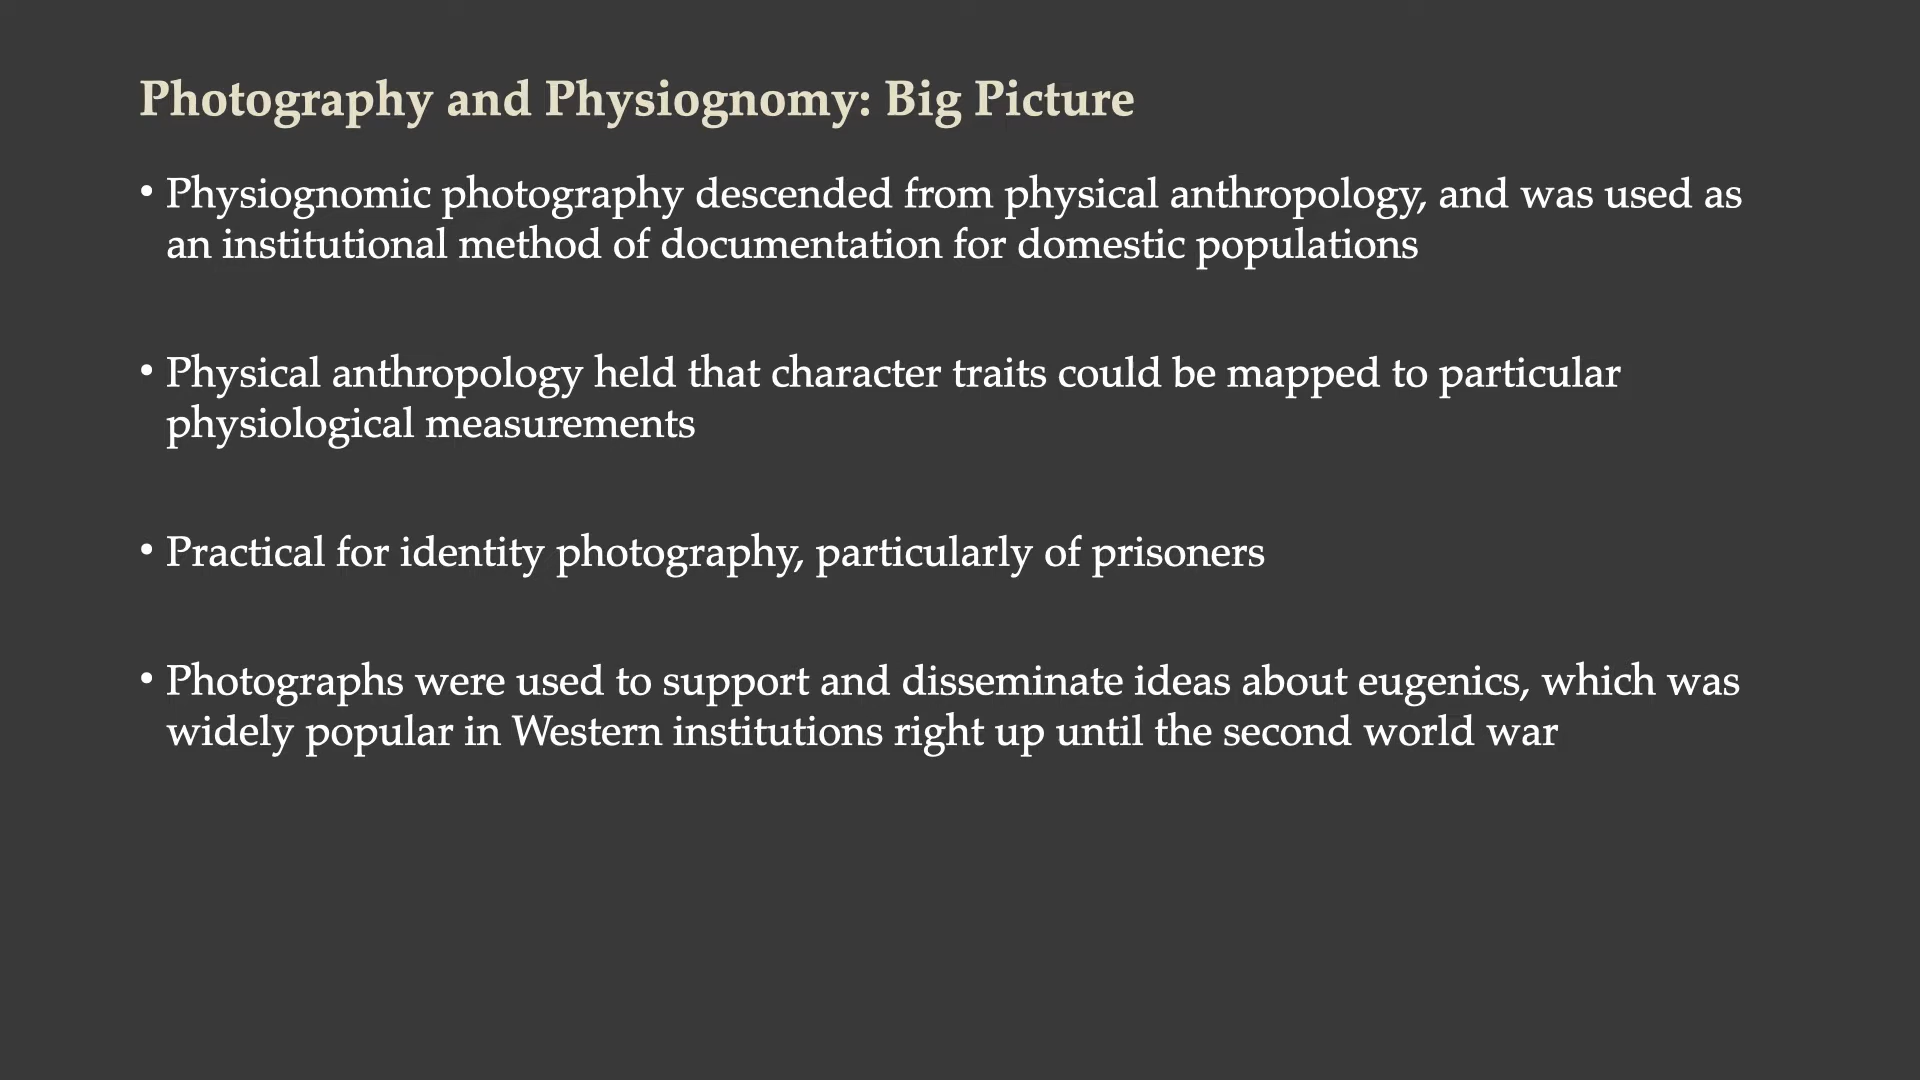 Photography and Physiognomy: Big Picture
• Physiognomic photography descended from physical anthropology, and was used as
an institutional method of documentation for domestic populations
• Physical anthropology held that character traits could be mapped to particular
physiological measurements
• Practical for identity photography, particularly of prisoners
• Photographs were used to support and disseminate ideas about eugenics, which was
widely popular in Western institutions right up until the second world war